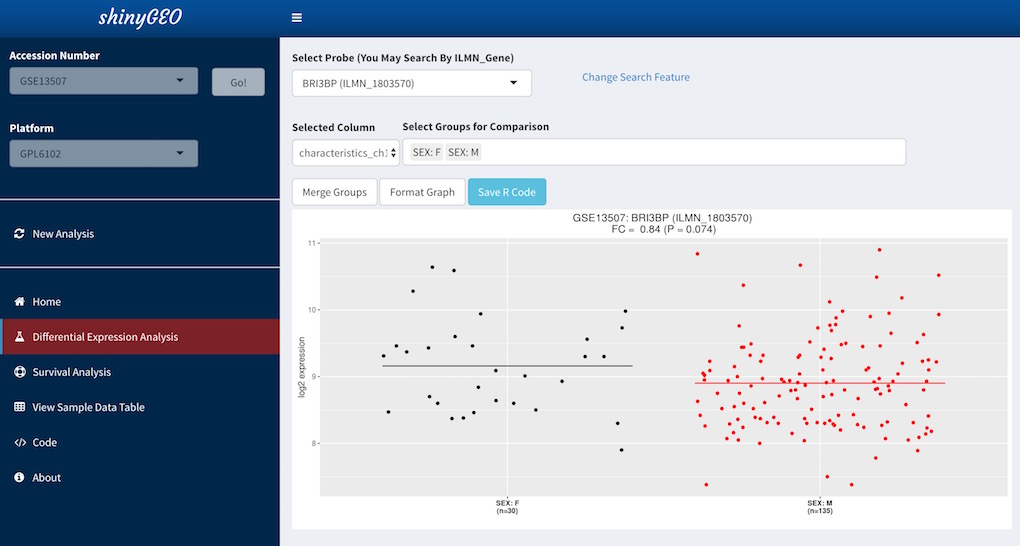 shinyGEO
Accession Number
GSE13507
Go!
Platform
GPL6102
New Analysis
Home
Differential Expression Analysis
Survival Analysis
View Sample Data Table
Code
About
Select Probe (You May Search By ILMN_Gene)
BRI3BP (ILMN_1803570)
Change Search Feature
Selected Column
Select Groups for Comparison
characteristics_ch1
SEX: F SEX: M
Merge Groups
Format Graph
Save R Code
GSE13507: BRI3BP (ILMN_1803570)
FC = 0.84 (P = 0.074)
log2 expression
11
10
9
8
SEX: F
(n=30)
SEX: M
(n=135)